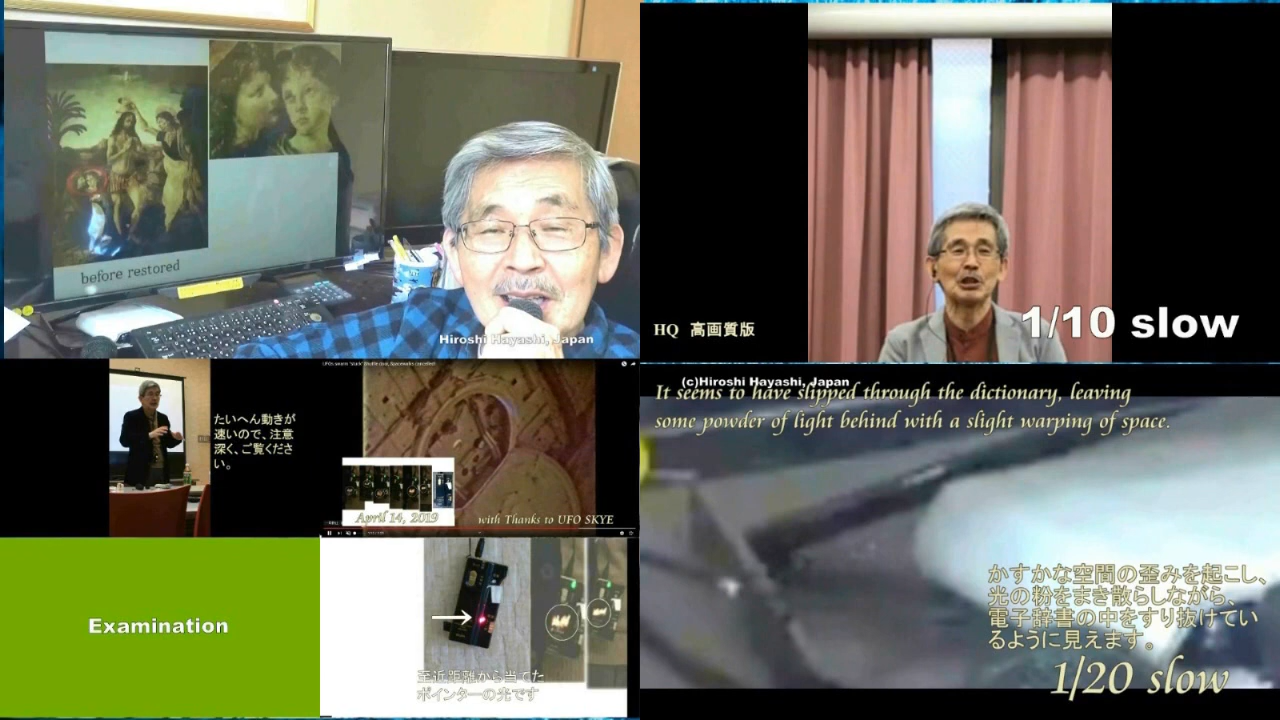 before restored
Hiroshi Hayashi, Japan
HQ 高画質版
1/10 slow
たいへん動きが
速いので、注意
深く、ご覧くださ
い。
April 14, 2019
with Thanks to UFO SKYE
(c)Hiroshi Hayashi, Japan
It seems to have slipped through the dictionary, leaving
some powder of light behind with a slight warping of space.
かすかな空間の歪みを起こし、
光の粉をまき散らしながら、
電子辞書の中をすり抜けてい
るように見えます。
1/20 slow
Examination
至近距離から当てた
ポインターの光です